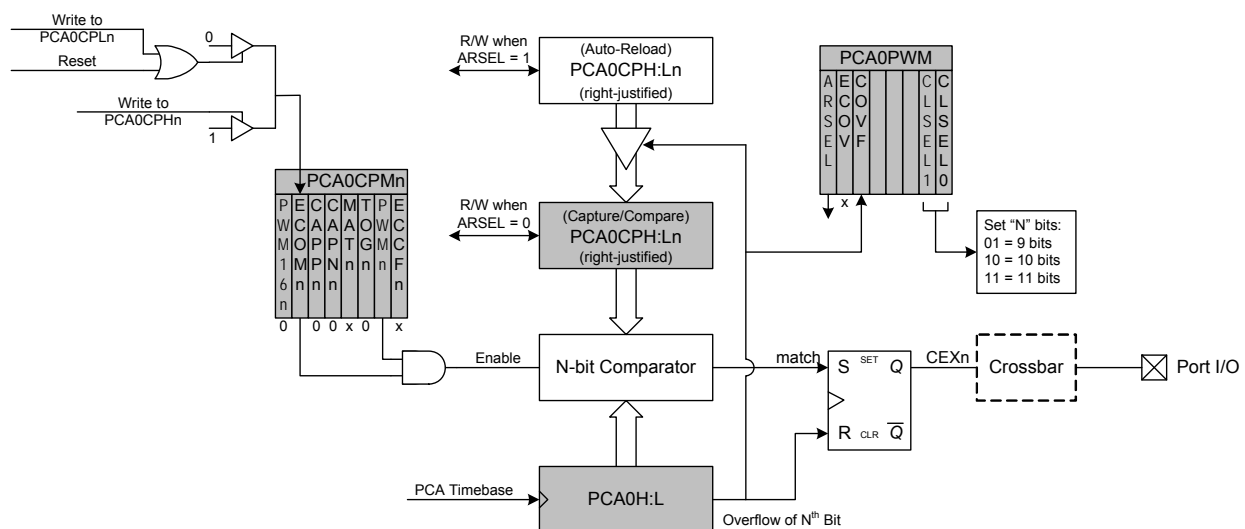 Write to
PCA0CPLn
Reset
0
Write to
PCA0CPHn
1
R/W when
ARSEL = 1
(Auto-Reload)
PCA0CPH:Ln
(right-justified)
PCA0PWM
ARSEL
ECOV
COVF
CLSEL1
CLSEL0
x
PCA0CPMn
PWM16n
ECOMn
CAPPn
CAPNn
MATn
TOGn
PWMn
ECCFn
0
0
0
x
0
x
R/W when
ARSEL = 0
(Capture/Compare)
PCA0CPH:Ln
(right-justified)
Set “N” bits:
01 = 9 bits
10 = 10 bits
11 = 11 bits
Enable
N-bit Comparator
match
S SET Q
R CLR Q
CEXn
Crossbar
Port I/O
PCA Timebase
PCA0H:L
Overflow of Nth Bit